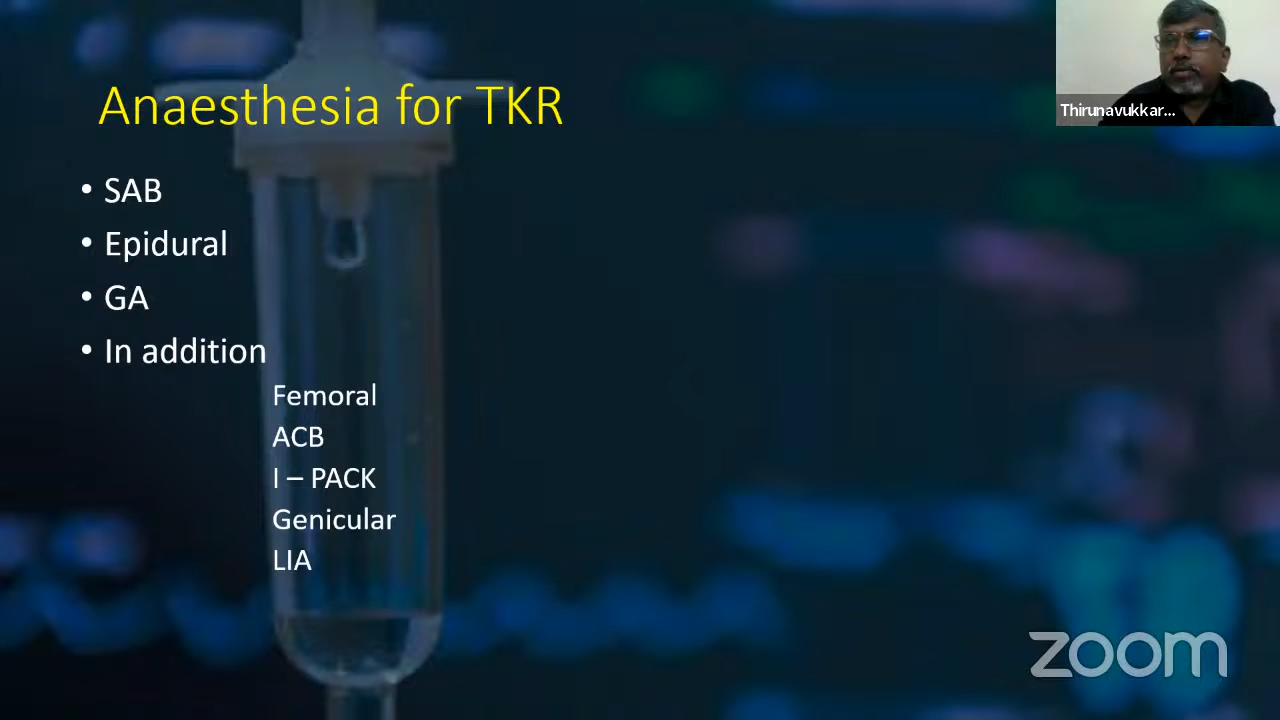 Anaesthesia for TKR
• SAB
• Epidural
• GA
• In addition
Femoral
ACB
I – PACK
Genicular
LIA
Thirunavukkar...
zoom